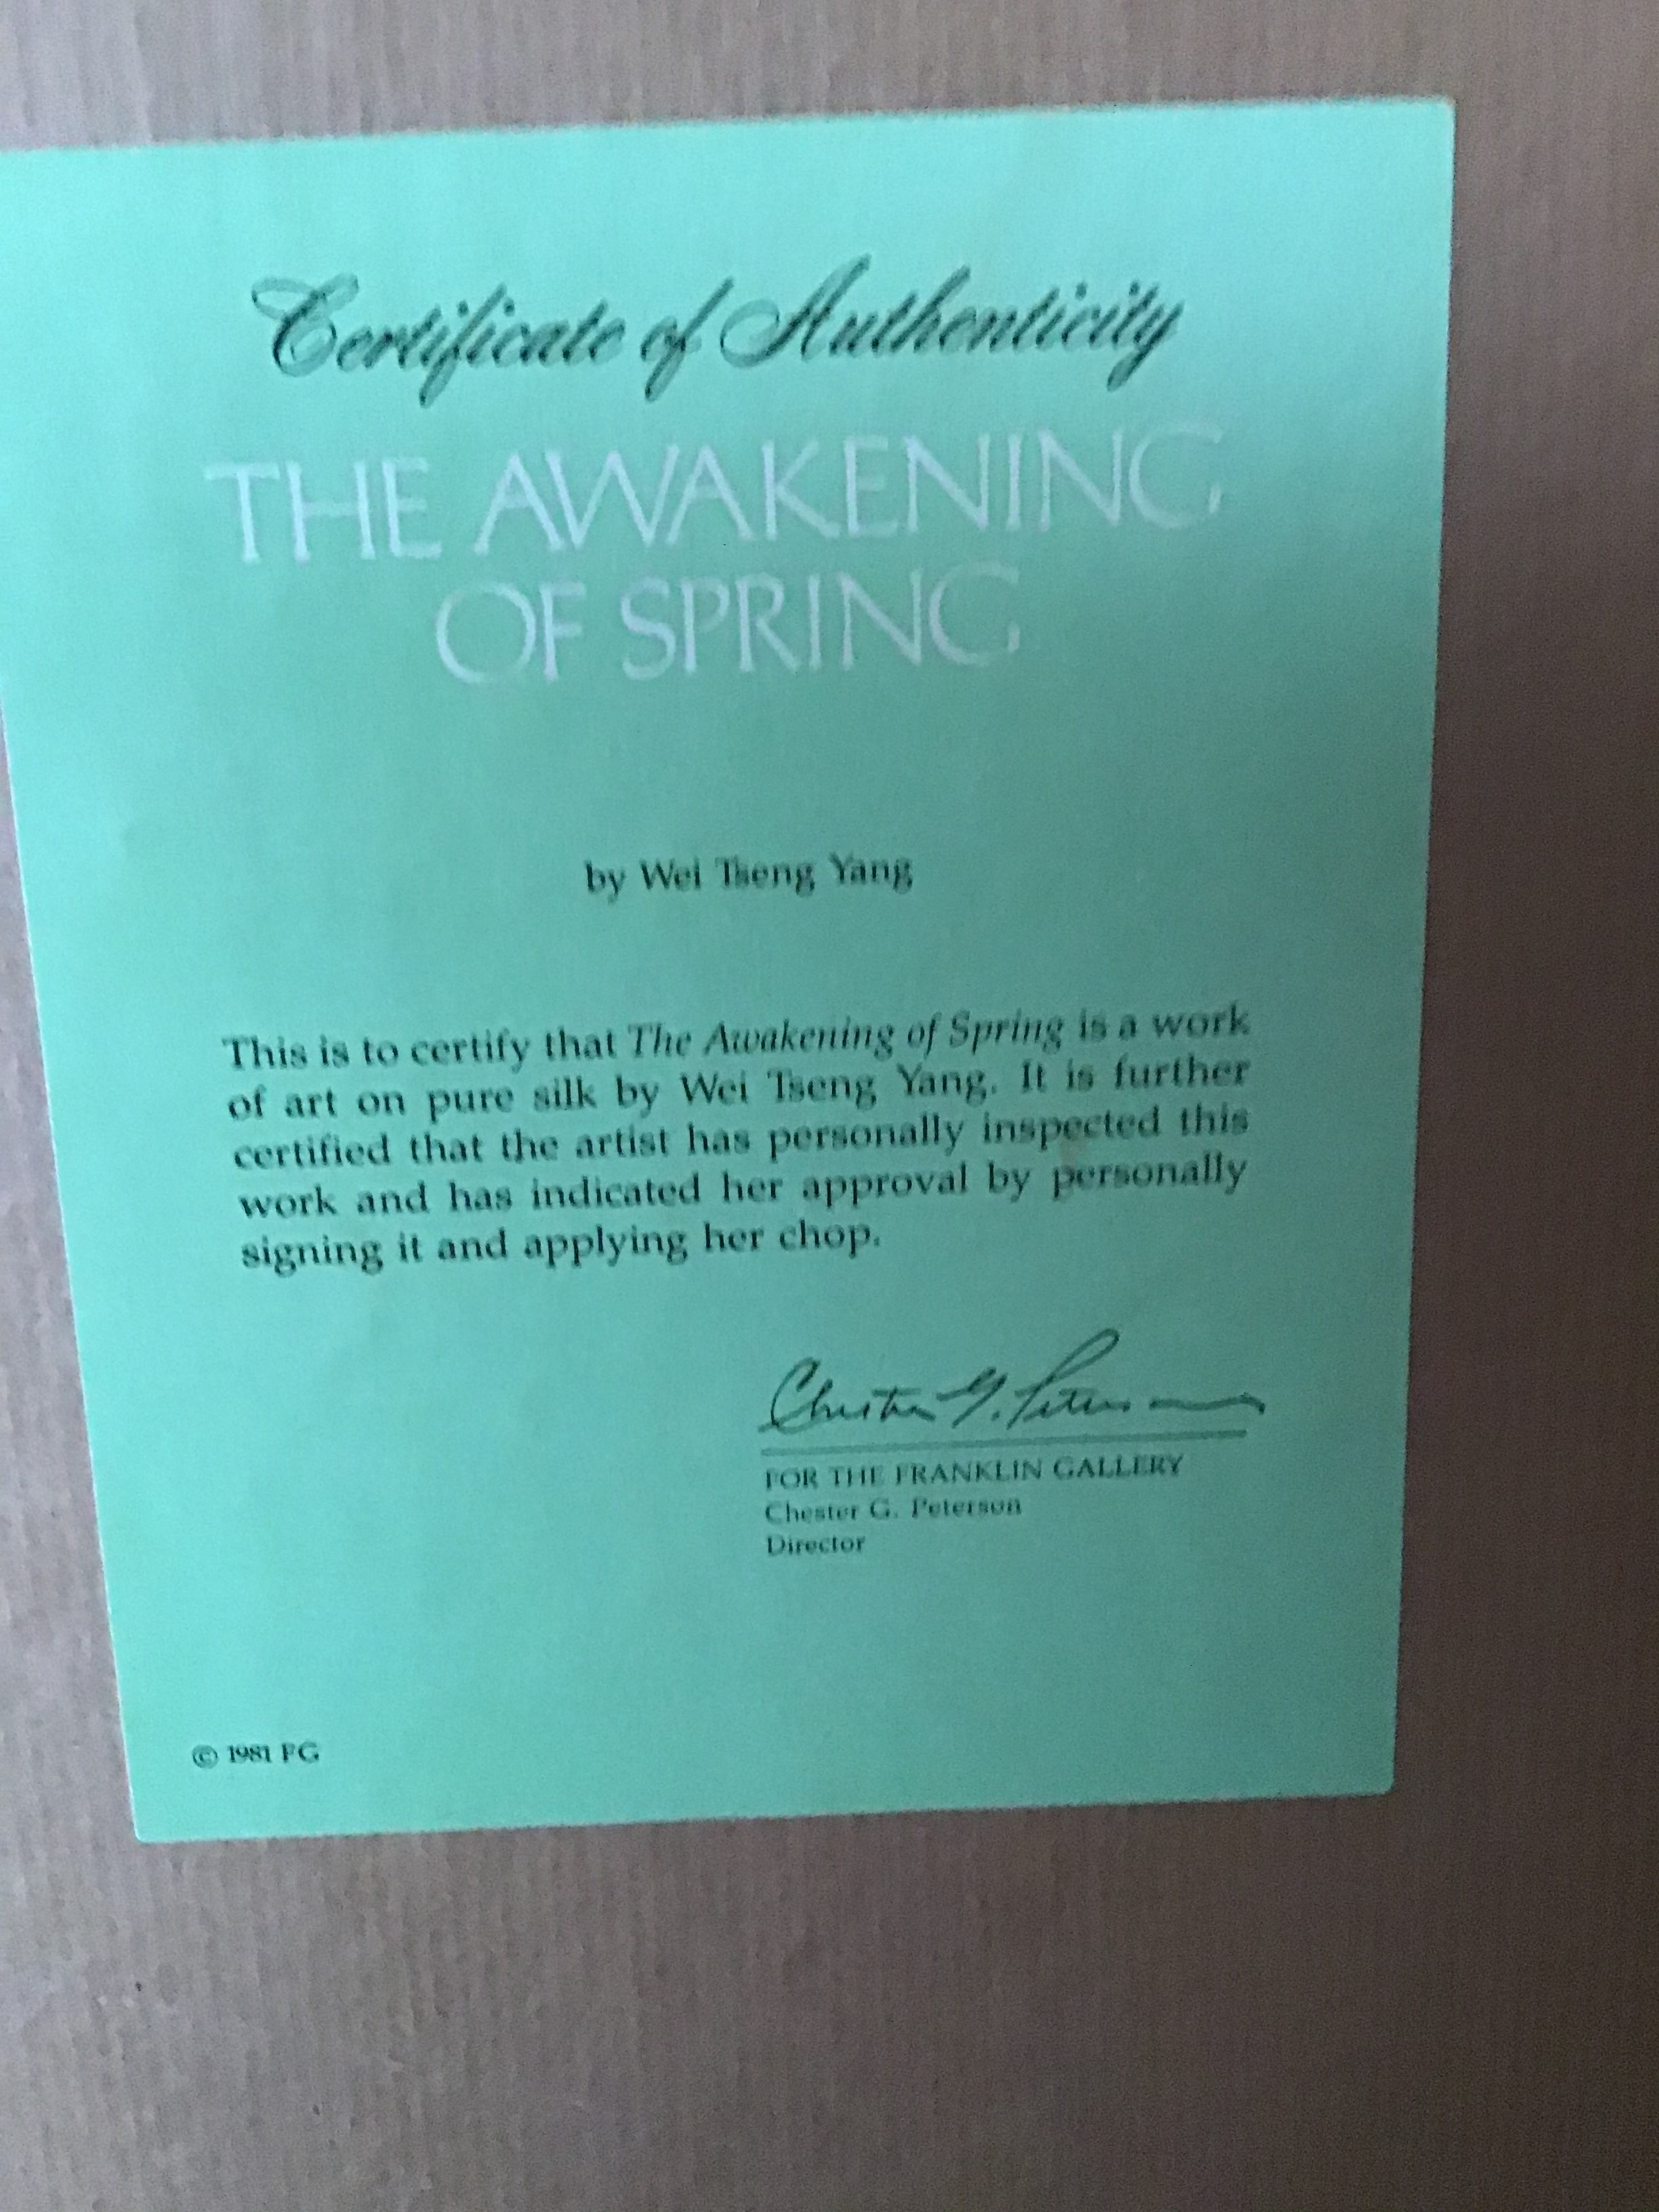 Certificate of Authenticity
THE AWAKENING
OF SPRING
by Wei Tseng Yang
This is to certify that The Awakening of Spring is a work
of art on pure silk by Wei Tseng Yang. It is further
certified that the artist has personally inspected this
work and has indicated her approval by personally
signing it and applying her chop.
Chester G. Peterson
FOR THE FRANKLIN GALLERY
Chester G. Peterson
Director
© 1981 FG